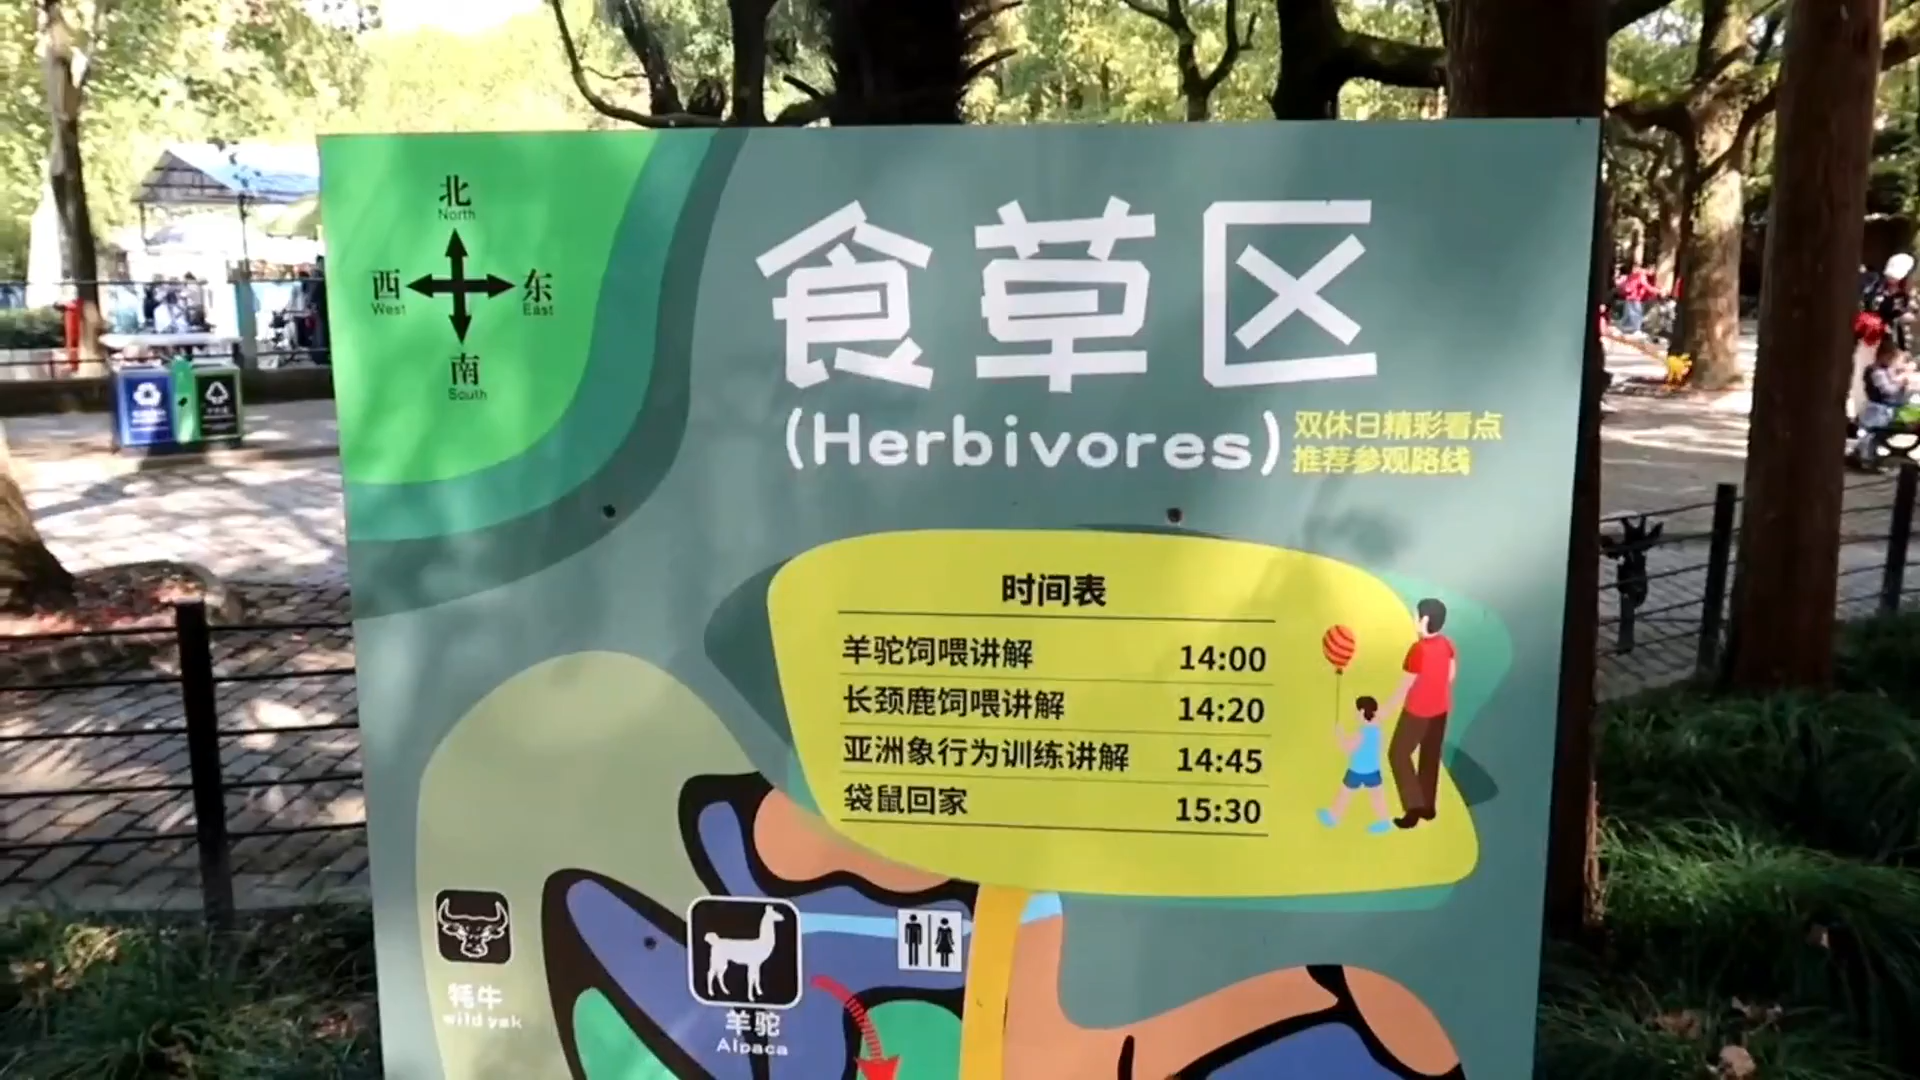 北
North
西
West
东
East
南
South
食草区
(Herbivores)
双休日精彩看点
推荐参观路线
时间表
羊驼饲喂讲解 14:00
长颈鹿饲喂讲解 14:20
亚洲象行为训练讲解 14:45
袋鼠回家 15:30
牦牛
wild yak
羊驼
Alpaca